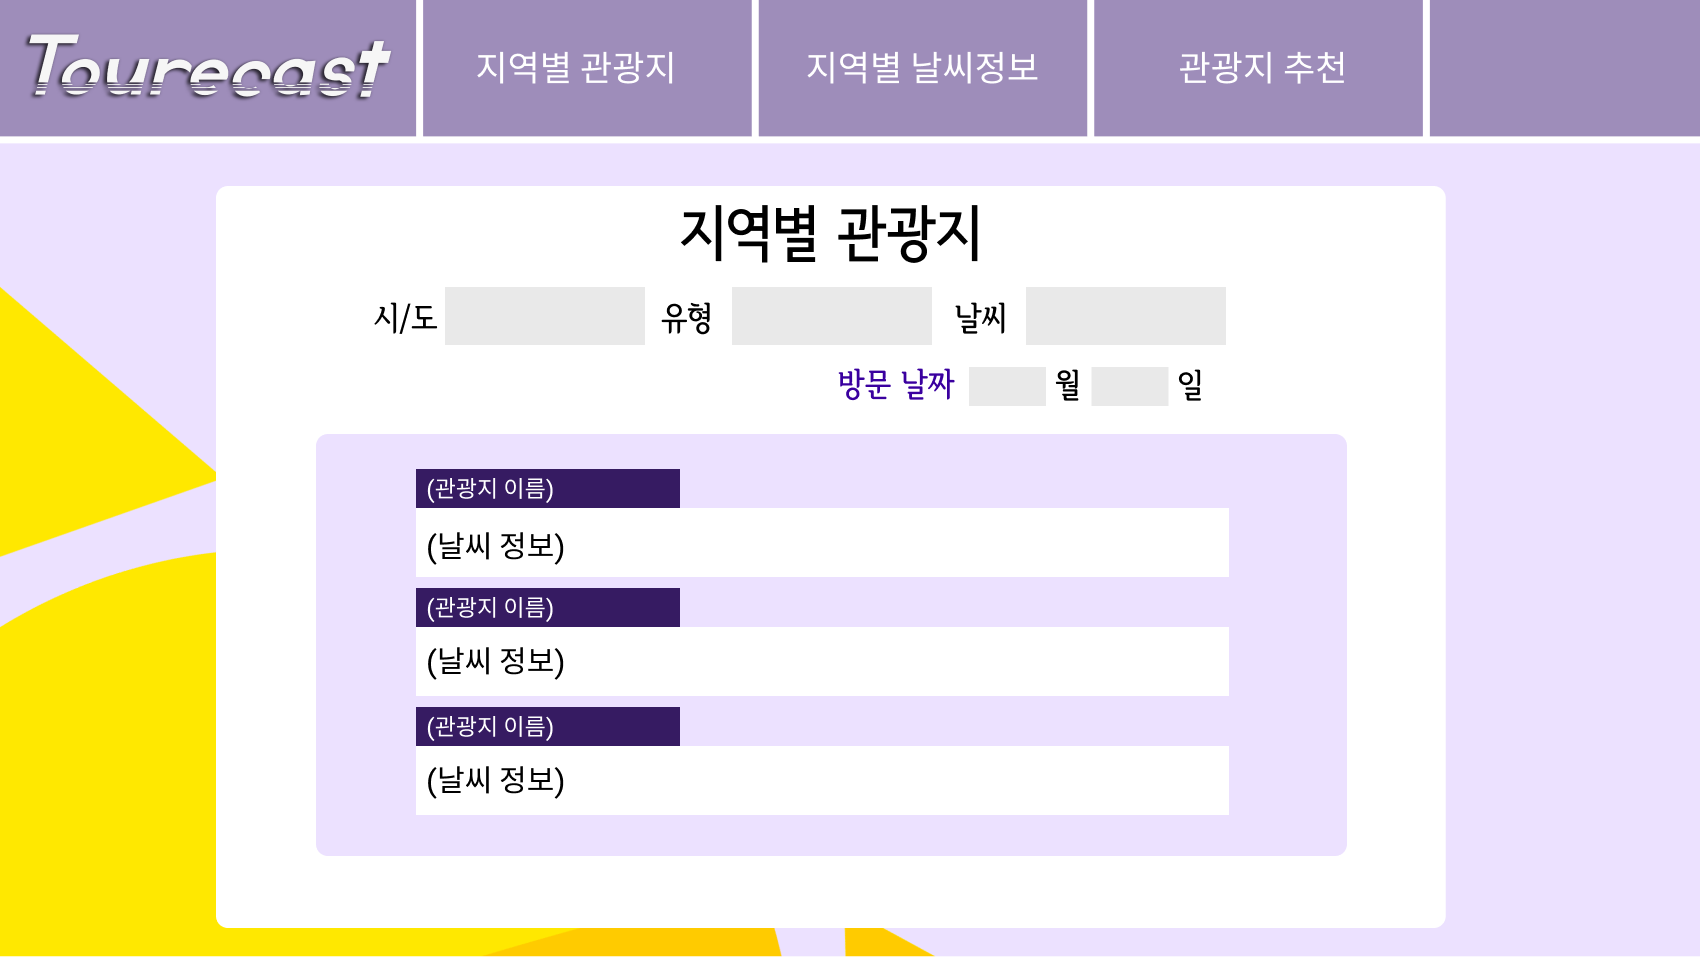 Tourecast 지역별 관광지 지역별 날씨정보 관광지 추천
지역별 관광지
시/도 유형 날씨
방문 날짜 월 일
(관광지 이름)
(날씨 정보)
(관광지 이름)
(날씨 정보)
(관광지 이름)
(날씨 정보)